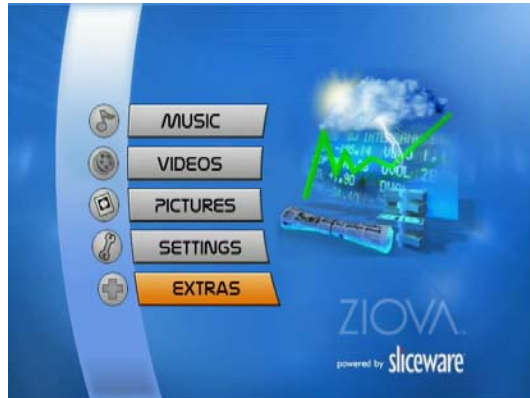 MUSIC
VIDEOS
PICTURES
SETTINGS
EXTRAS
ZIOVA
powered by sliceware